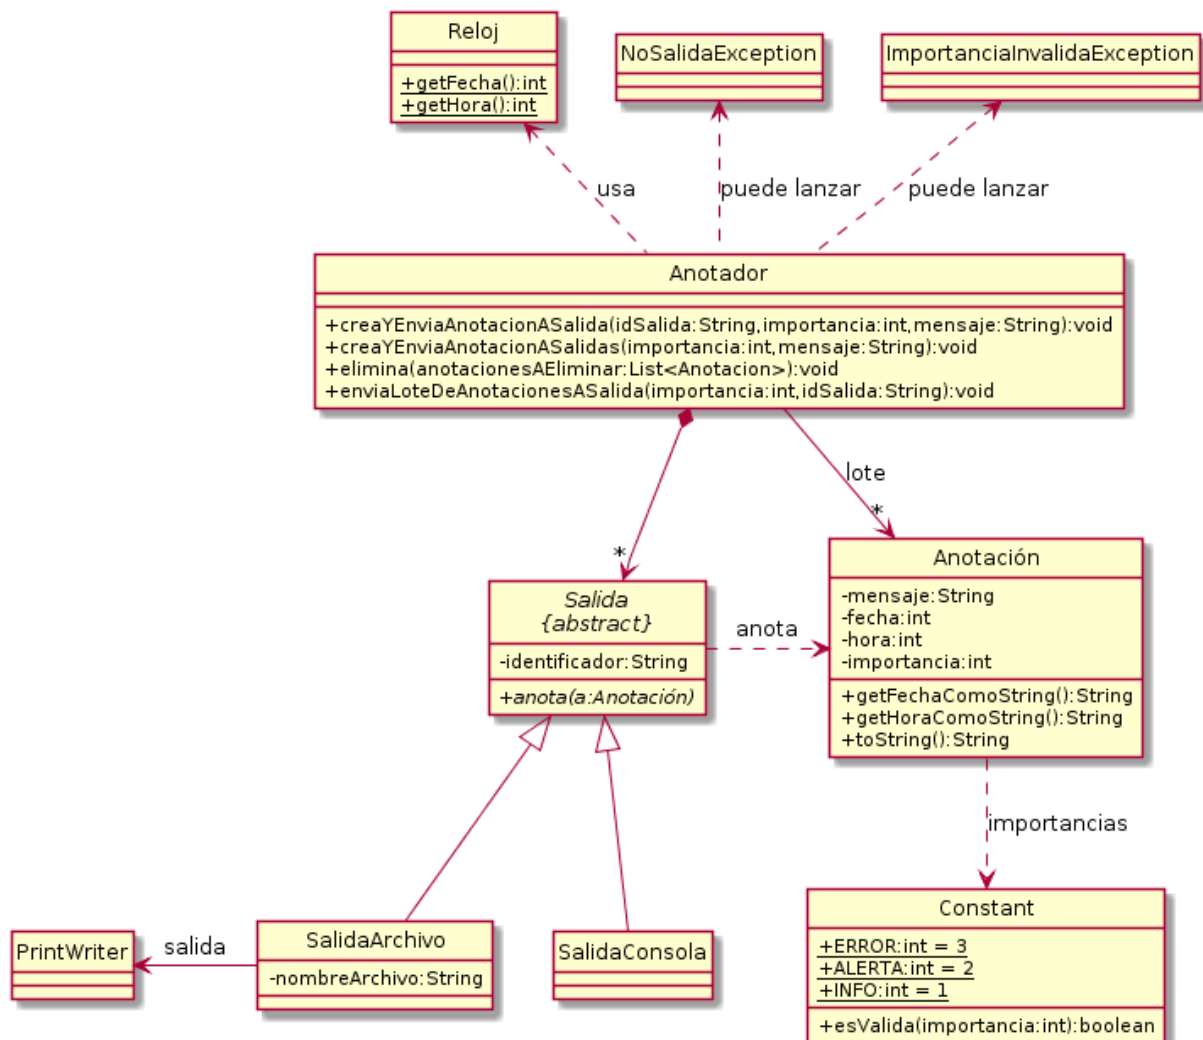 Reloj
+getFecha():int
+getHora():int
NoSalidaException
ImportanciaInvalidaException
usa
puede lanzar
puede lanzar
Anotador
+creaYEnviaAnotacionASalida(idSalida:String,importancia:int,mensaje:String):void
+creaYEnviaAnotacionASalidas(importancia:int,mensaje:String):void
+elimina(anotacionesAEliminar:List<Anotacion>):void
+enviaLoteDeAnotacionesASalida(importancia:int,idSalida:String):void
lote
*
*
Salida
{abstract}
-identificador:String
+anota(a:Anotación)
anota
Anotación
-mensaje:String
-fecha:int
-hora:int
-importancia:int
+getFechaComoString():String
+getHoraComoString():String
+toString():String
importancias
PrintWriter
salida
SalidaArchivo
-nombreArchivo:String
SalidaConsola
Constant
+ERROR:int = 3
+ALERTA:int = 2
+INFO:int = 1
+esValida(importancia:int):boolean